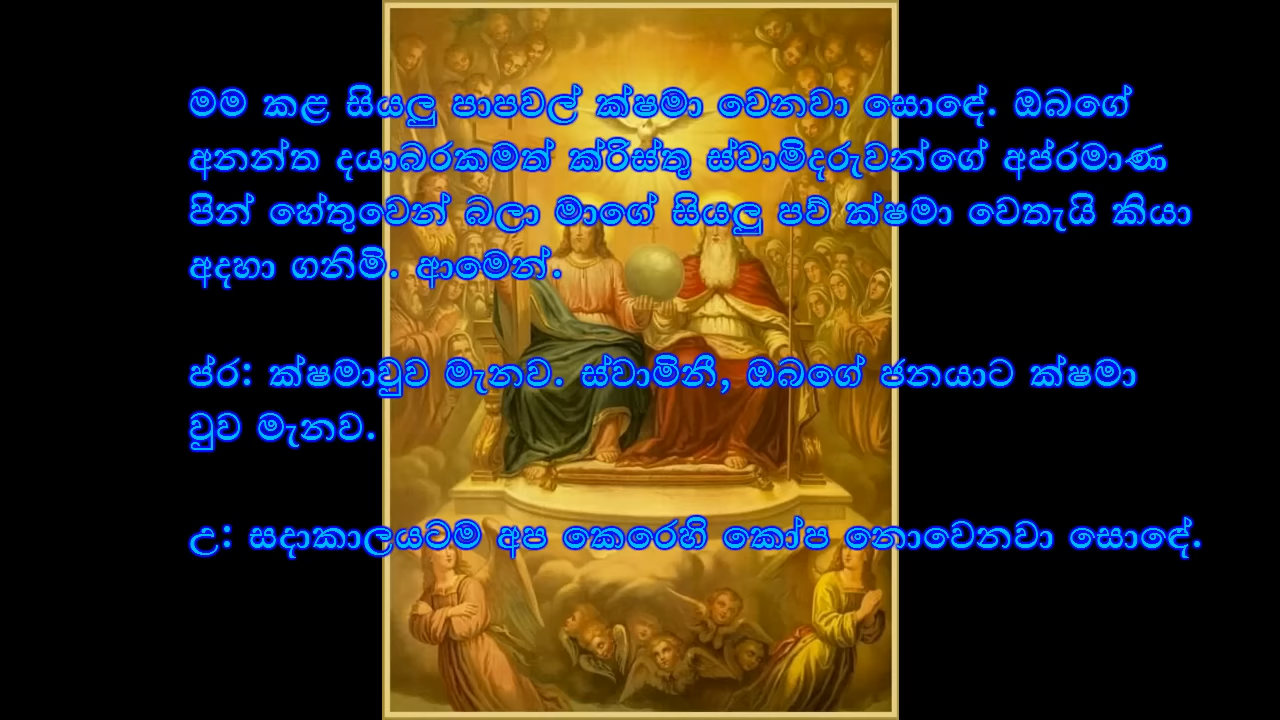 මම කළ සියලු පාපවල් ක්ෂමා වෙනවා සොඳේ. ඔබගේ
අනන්ත දයාබරකමත් ක්රිස්තු ස්වාමිදරුවන්ගේ අප්රමාණ
පින් හේතුවෙන් බලා මාගේ සියලු පව් ක්ෂමා වෙතැයි කියා
අදහා ගනිමි. ආමෙන්.
ප්ර: ක්ෂමාවුව මැනව. ස්වාමිනී, ඔබගේ ජනයාට ක්ෂමා
වුව මැනව.
උ: සදාකාලයටම අප කෙරෙහි කෝප නොවෙනවා සොඳේ.